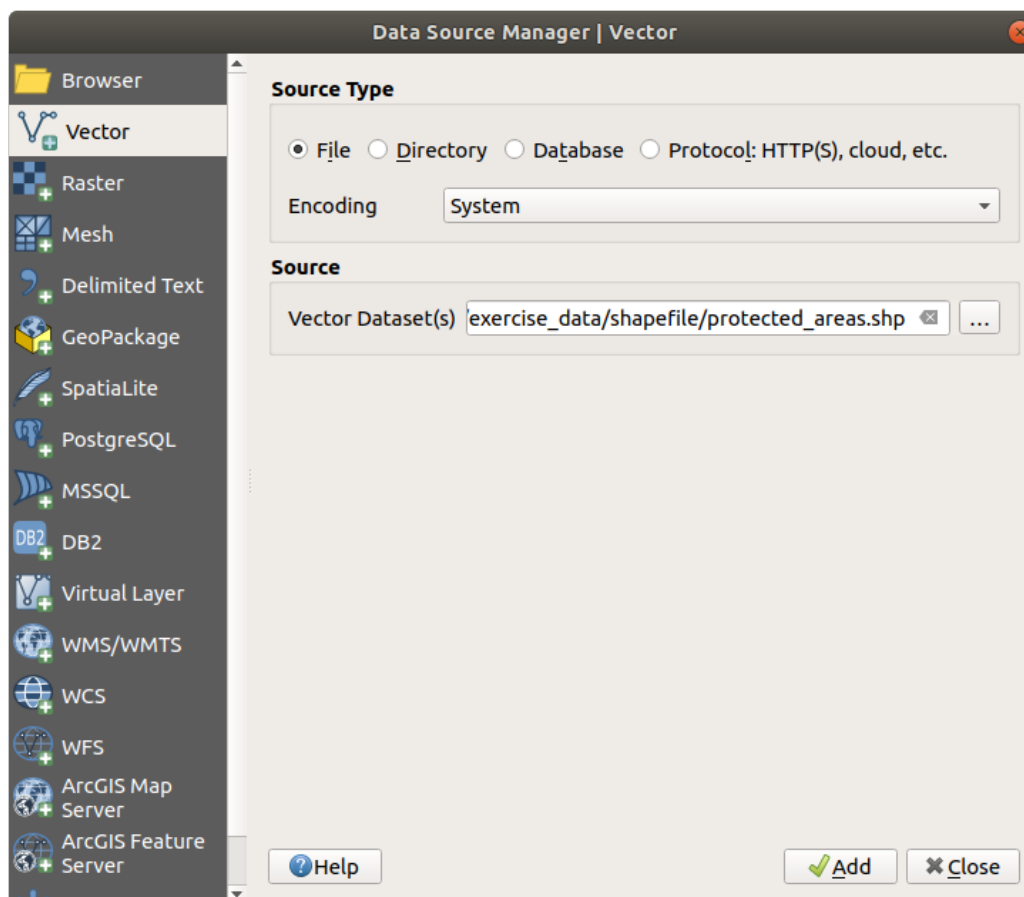 Data Source Manager | Vector
Browser
Vector
Raster
Mesh
Delimited Text
GeoPackage
SpatiaLite
PostgreSQL
MSSQL
DB2
DB2
Virtual Layer
WMS/WMTS
WCS
WFS
ArcGIS Map
Server
ArcGIS Feature
Server
Source Type
File Directory Database Protocol: HTTP(S), cloud, etc.
Encoding System
Source
Vector Dataset(s) exercise_data/shapefile/protected_areas.shp ...
Help Add Close